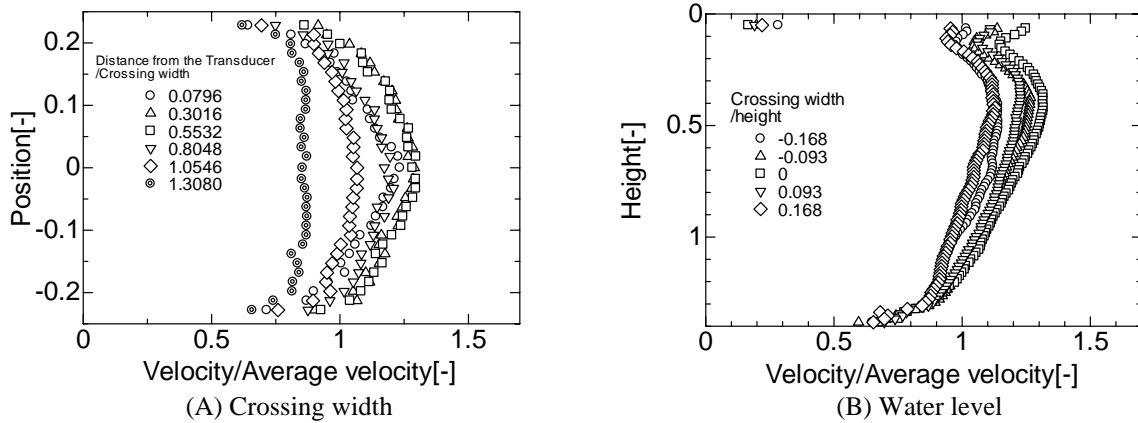 0.2
0.1
0
-0.1
-0.2
Position[-]
Distance from the Transducer
/Crossing width
0.0796
0.3016
0.5532
0.8048
1.0546
1.3080
0
0.5
1
1.5
Velocity/Average velocity[-]
(A) Crossing width
0
0.5
1
Height[-]
Crossing width
/height
-0.168
-0.093
0
0.093
0.168
0
0.5
1
1.5
Velocity/Average velocity[-]
(B) Water level